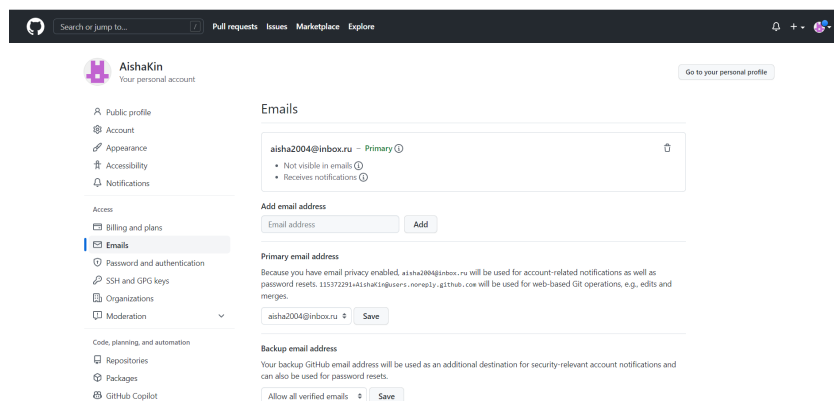 Search or jump to... /
Pull requests Issues Marketplace Explore
AishaKin
Your personal account
Go to your personal profile
Public profile
Account
Appearance
Accessibility
Notifications
Access
Billing and plans
Emails
Password and authentication
SSH and GPG keys
Organizations
Moderation
Code, planning, and automation
Repositories
Packages
GitHub Copilot
Emails
aisha2004@inbox.ru – Primary
• Not visible in emails
• Receives notifications
Add email address
Email address Add
Primary email address
Because you have email privacy enabled, aisha2004@inbox.ru will be used for account-related notifications as well as
password resets. 115372291+AishaKin@users.noreply.github.com will be used for web-based Git operations, e.g., edits and
merges.
aisha2004@inbox.ru Save
Backup email address
Your backup GitHub email address will be used as an additional destination for security-relevant account notifications and
can also be used for password resets.
Allow all verified emails Save